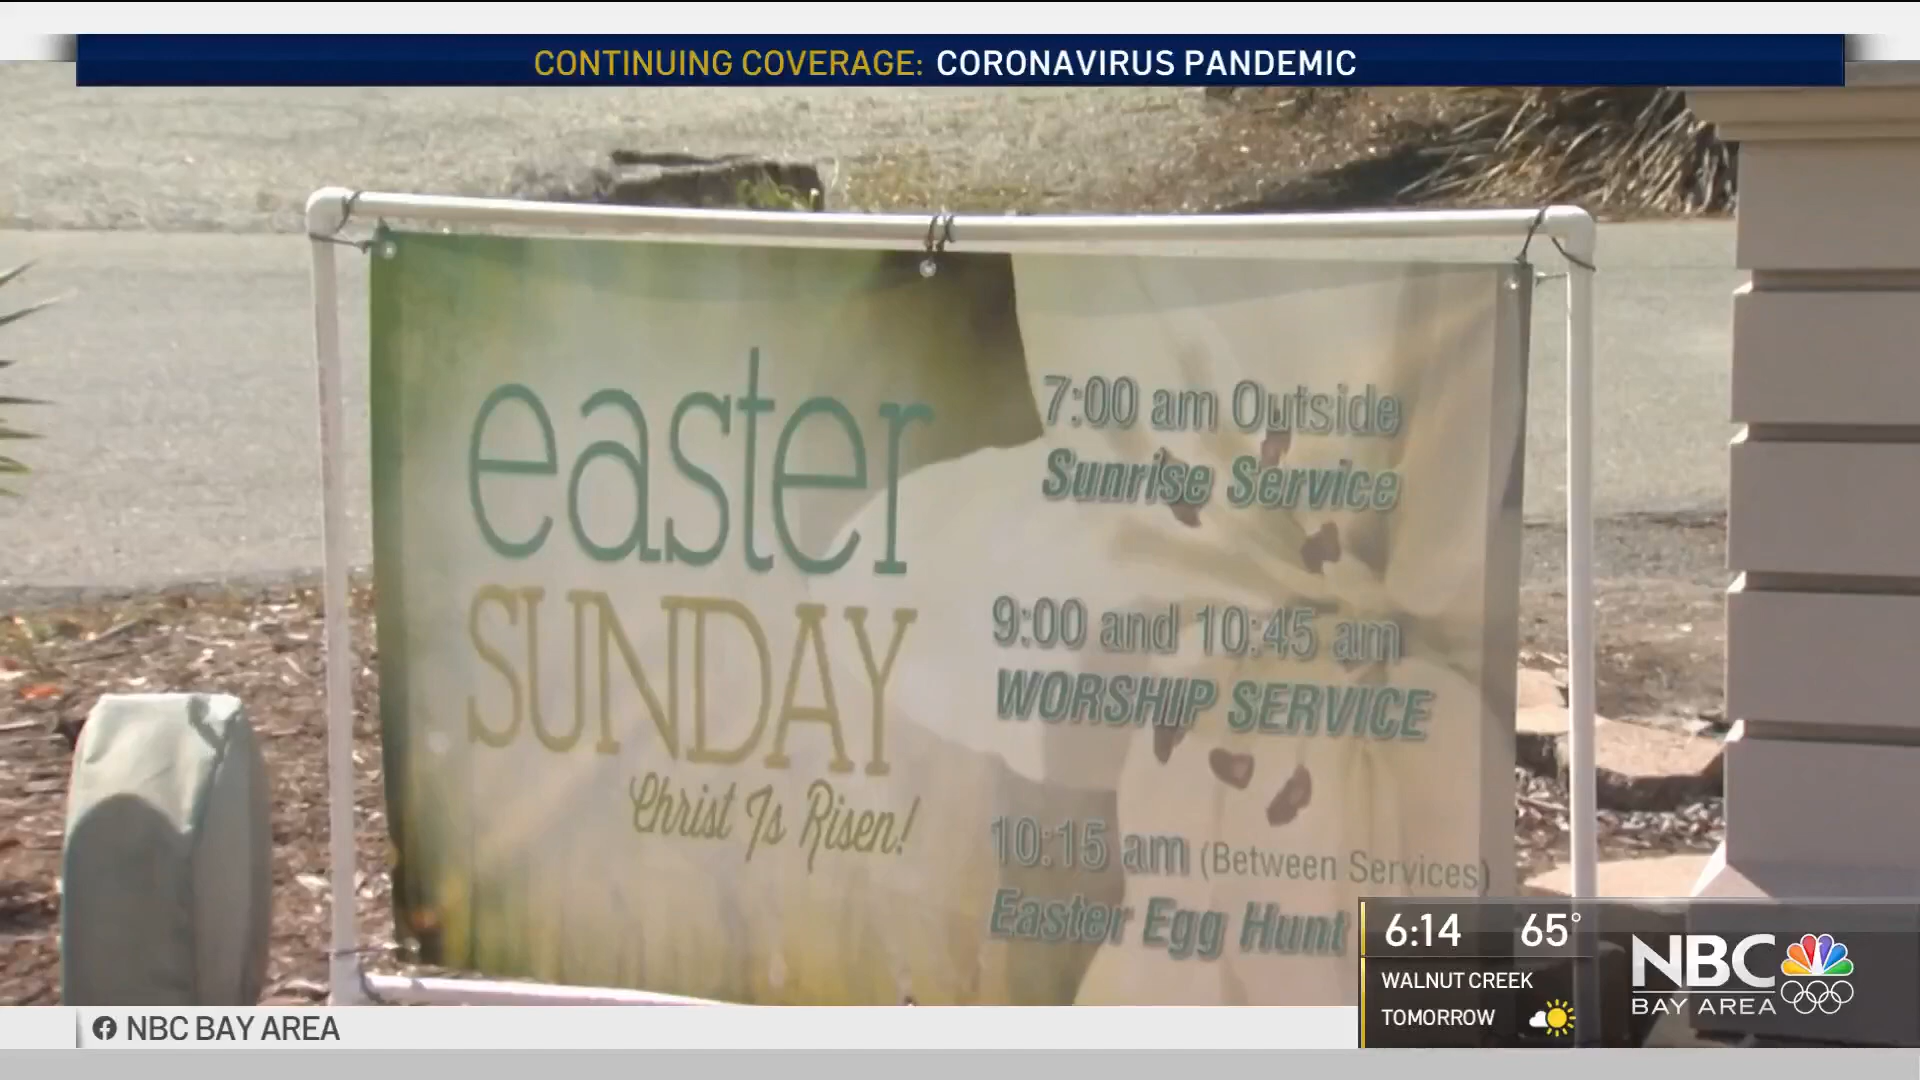 CONTINUING COVERAGE: CORONAVIRUS PANDEMIC
easter
SUNDAY
Christ Is Risen!
7:00 am Outside
Sunrise Service
9:00 and 10:45 am
WORSHIP SERVICE
10:15 am (Between Services)
Easter Egg Hunt
6:14 65°
WALNUT CREEK
TOMORROW
NBC
BAY AREA
NBC BAY AREA